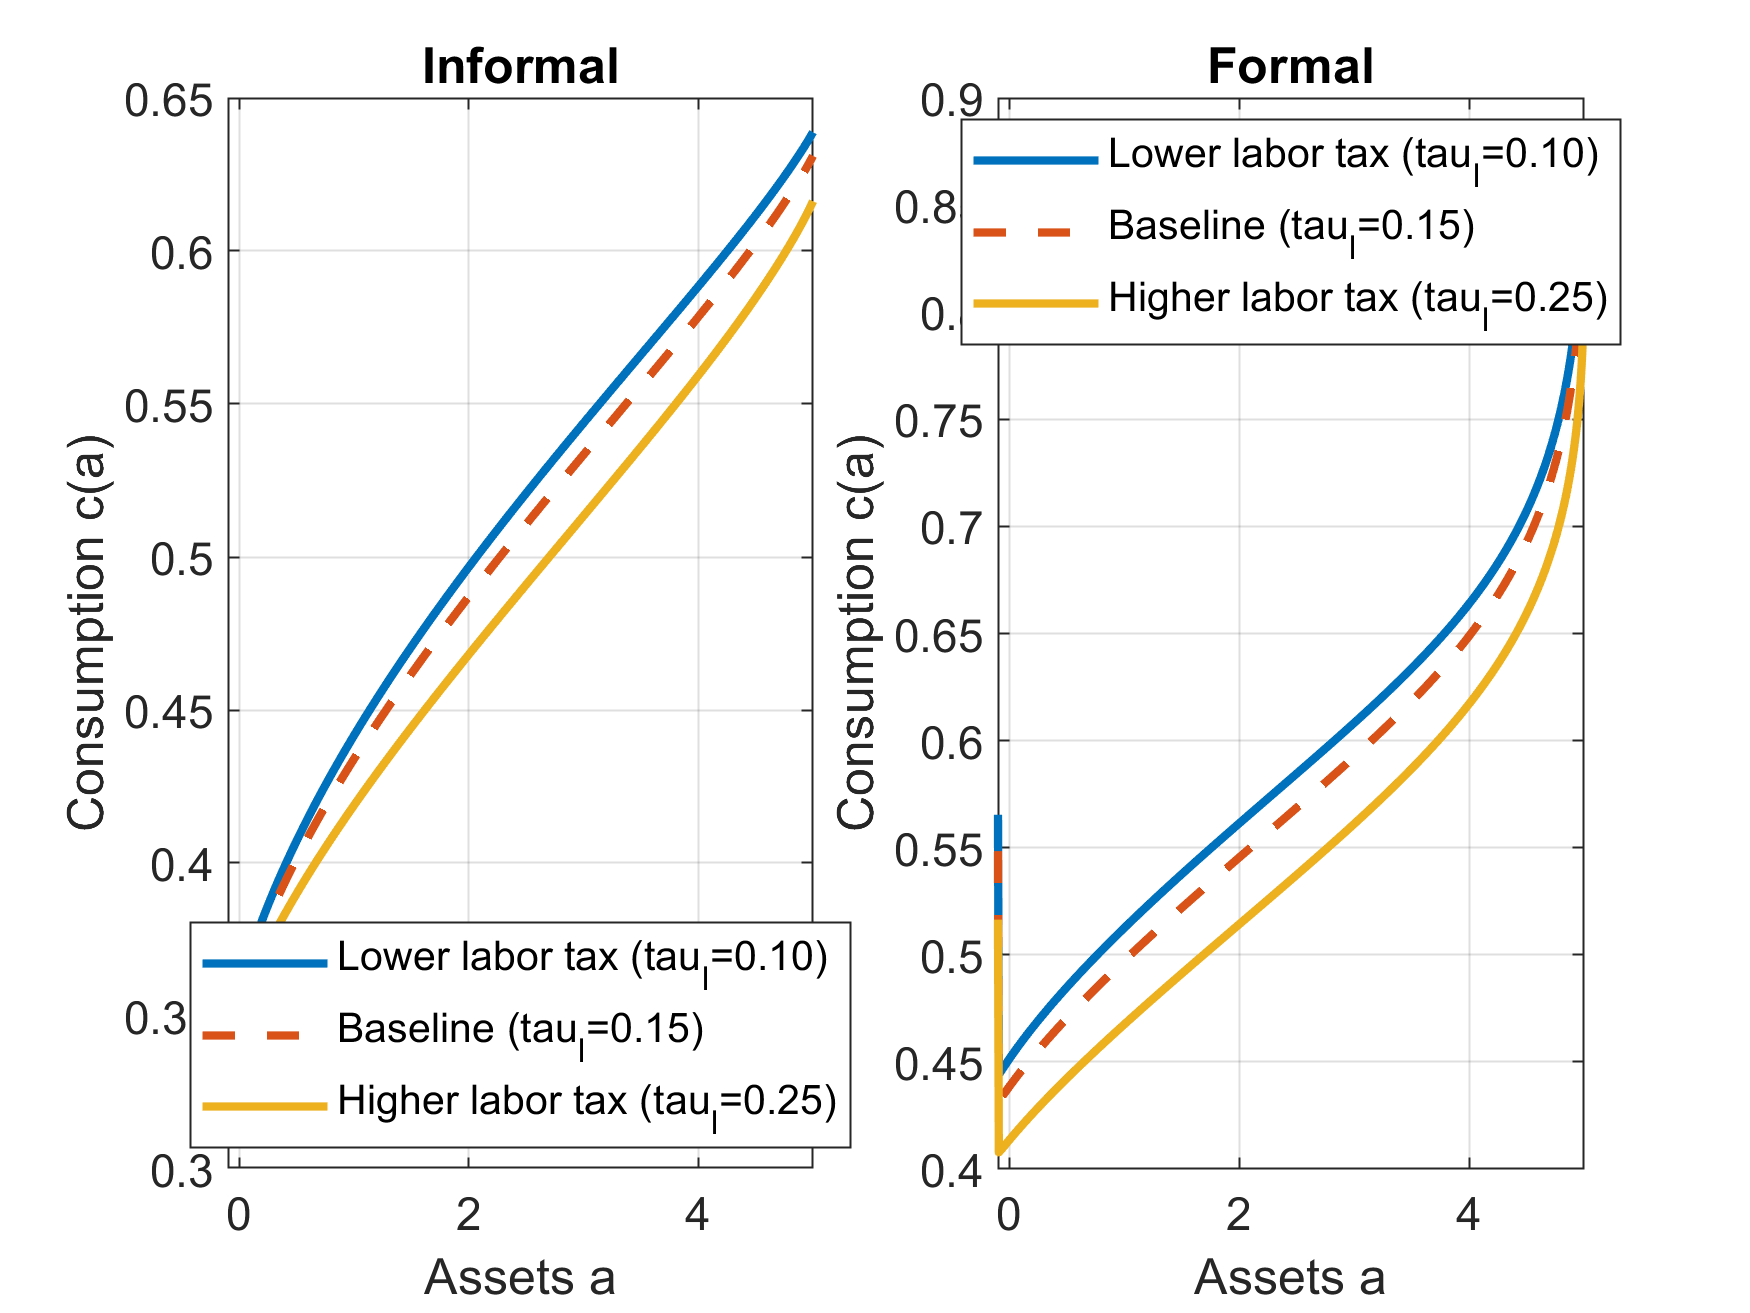 Informal
0.65
0.6
0.55
0.5
0.45
0.4
0.3
0.3
Consumption c(a)
0 2 4
Assets a
Lower labor tax (tau_l=0.10)
Baseline (tau_l=0.15)
Higher labor tax (tau_l=0.25)
Formal
0.9
0.8
0.
0.75
0.7
0.65
0.6
0.55
0.5
0.45
0.4
Consumption c(a)
0 2 4
Assets a
Lower labor tax (tau_l=0.10)
Baseline (tau_l=0.15)
Higher labor tax (tau_l=0.25)